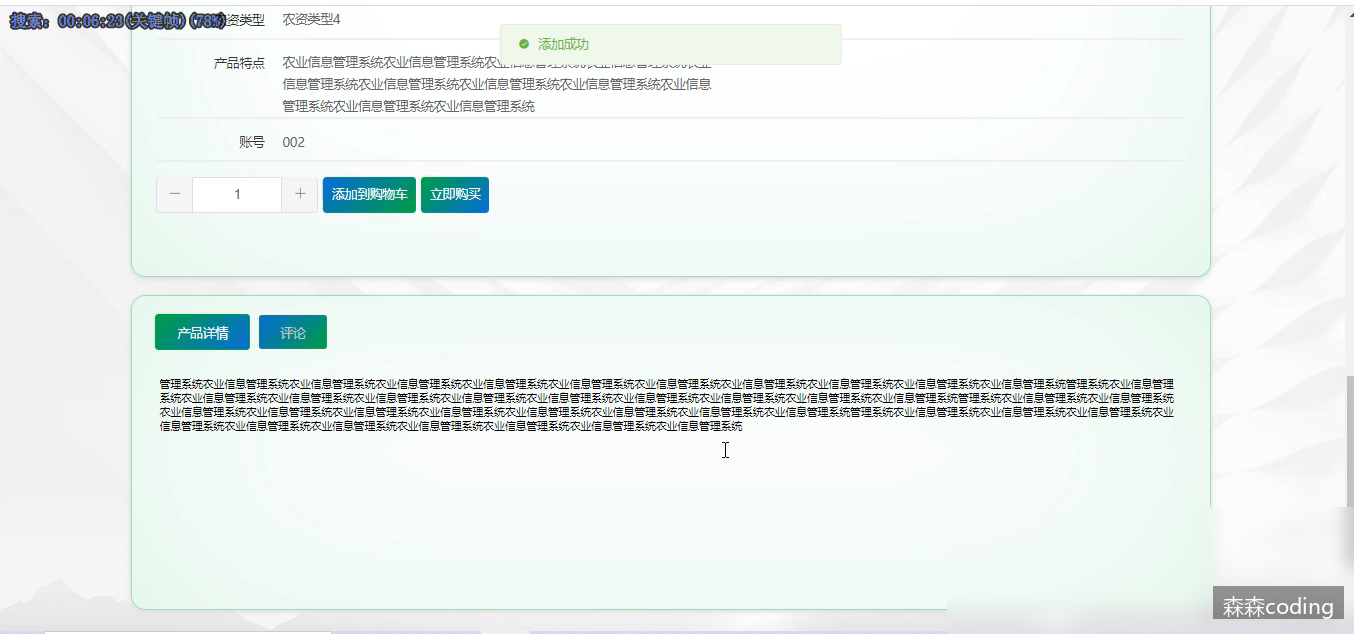 搜索: 00:06:23(关键帧)(78%)
资类型 农资类型4
添加成功
产品特点 农业信息管理系统农业信息管理系统农业信息管理系统农业信息管理系统农业
信息管理系统农业信息管理系统农业信息管理系统农业信息管理系统农业信息
管理系统农业信息管理系统农业信息管理系统
账号 002
1 添加到购物车 立即购买
产品详情 评论
管理系统农业信息管理系统农业信息管理系统农业信息管理系统农业信息管理系统农业信息管理系统农业信息管理系统农业信息管理系统农业信息管理系统农业信息管理系统农业信息管理系统管理系统农业信息管理
系统农业信息管理系统农业信息管理系统农业信息管理系统农业信息管理系统农业信息管理系统农业信息管理系统农业信息管理系统农业信息管理系统农业信息管理系统管理系统农业信息管理系统农业信息管理系统
农业信息管理系统农业信息管理系统农业信息管理系统农业信息管理系统农业信息管理系统农业信息管理系统农业信息管理系统农业信息管理系统管理系统农业信息管理系统农业信息管理系统农业信息管理系统农业
信息管理系统农业信息管理系统农业信息管理系统农业信息管理系统农业信息管理系统农业信息管理系统农业信息管理系统
森森coding